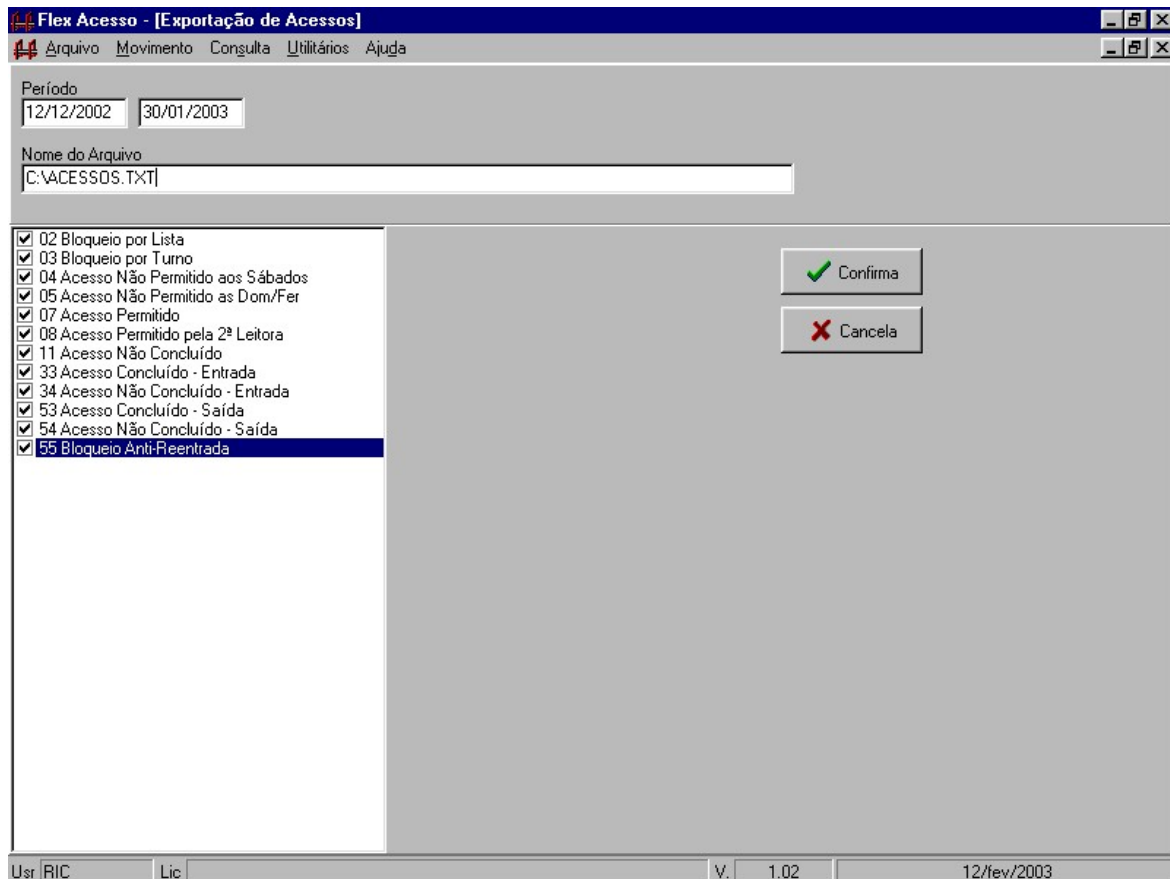 Flex Acesso - [Exportação de Acessos]
Arquivo Movimento Consulta Utilitários Ajuda
Período
12/12/2002 30/01/2003
Nome do Arquivo
C:\ACESSOS.TXT
02 Bloqueio por Lista
03 Bloqueio por Turno
04 Acesso Não Permitido aos Sábados
05 Acesso Não Permitido as Dom/Fer
07 Acesso Permitido
08 Acesso Permitido pela 2ª Leitora
11 Acesso Não Concluído
33 Acesso Concluído - Entrada
34 Acesso Não Concluído - Entrada
53 Acesso Concluído - Saída
54 Acesso Não Concluído - Saída
55 Bloqueio Anti-Reentrada
Confirma
Cancela
Usr RIC Lic V. 1.02 12/fev/2003